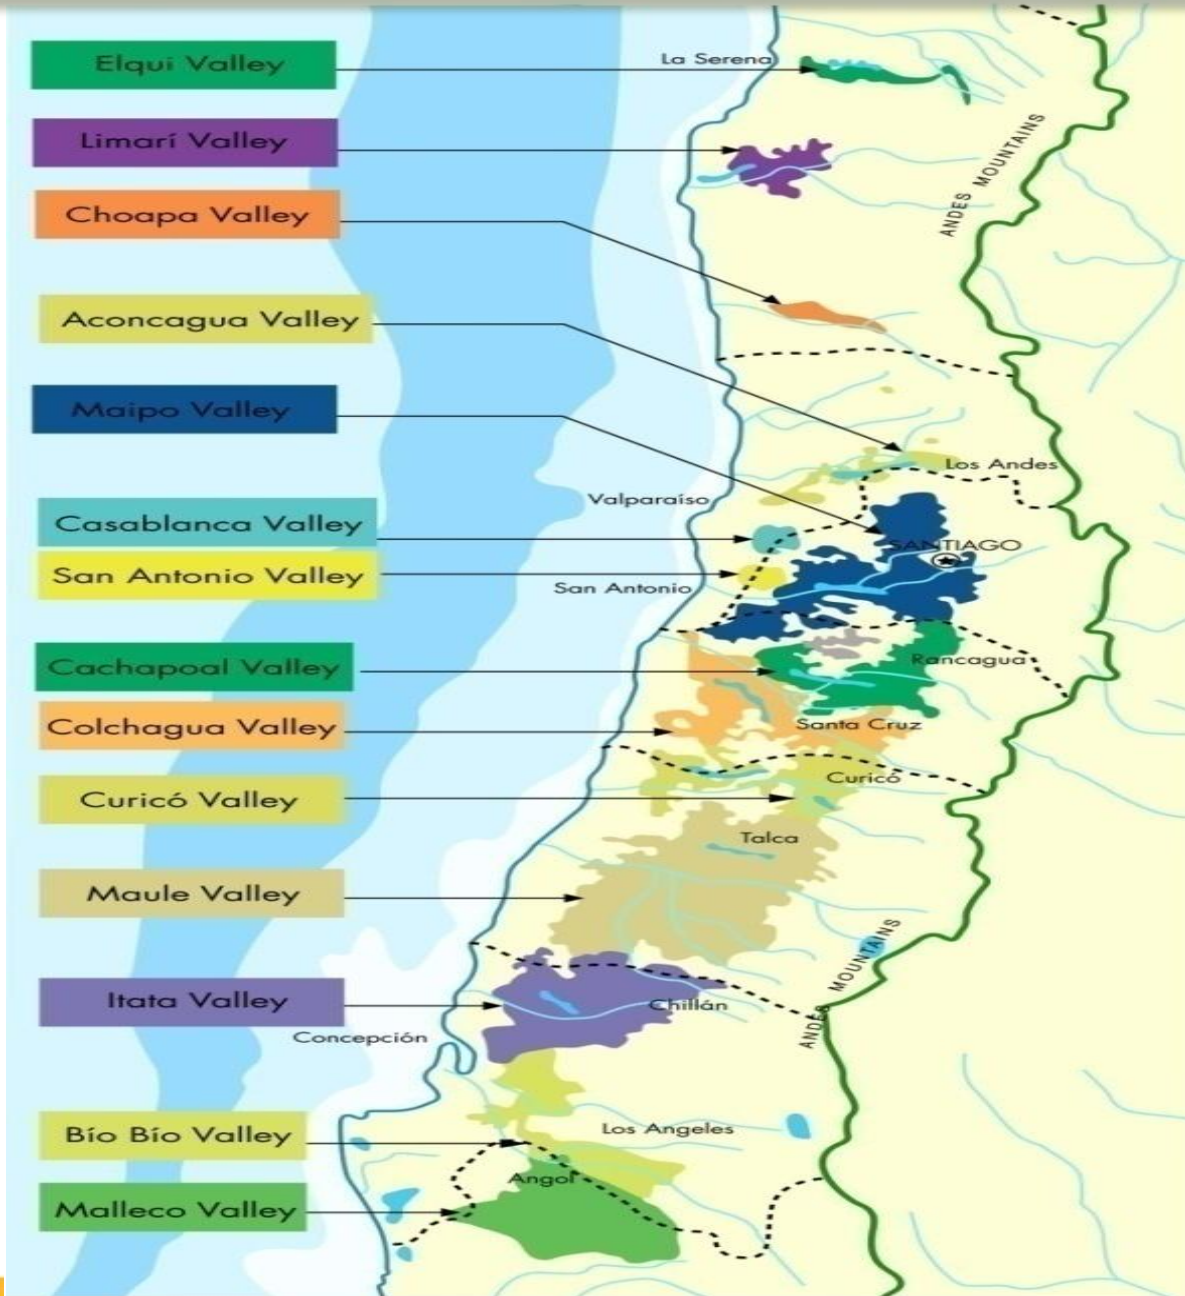 Elqui Valley
La Serena
Limarí Valley
ANDES MOUNTAINS
Choapa Valley
Aconcagua Valley
Maipo Valley
Los Andes
Valparaíso
Casablanca Valley
SANTIAGO
San Antonio Valley
San Antonio
Cachapoal Valley
Rancagua
Colchagua Valley
Santa Cruz
Curicó Valley
Curicó
Talca
Maule Valley
ANDES MOUNTAINS
Itata Valley
Chillán
Concepción
Bío Bío Valley
Los Angeles
Angol
Malleco Valley